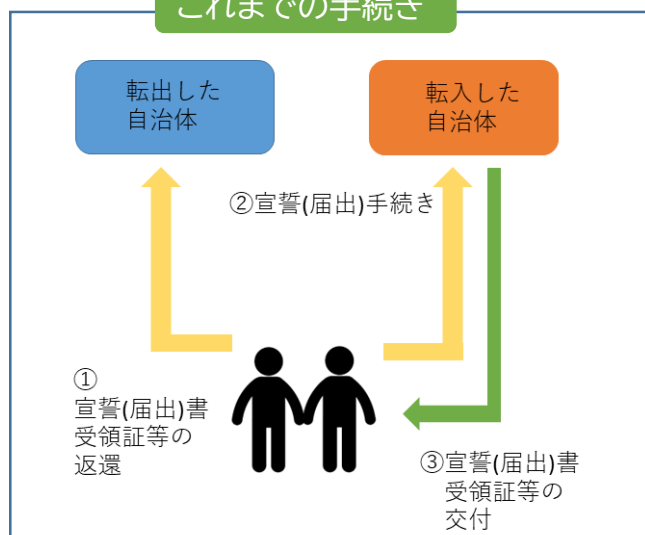 これまでの手続き
転出した
自治体
転入した
自治体
②宣誓(届出)手続き
①
宣誓(届出)書
受領証等の
返還
③宣誓(届出)書
受領証等の
交付